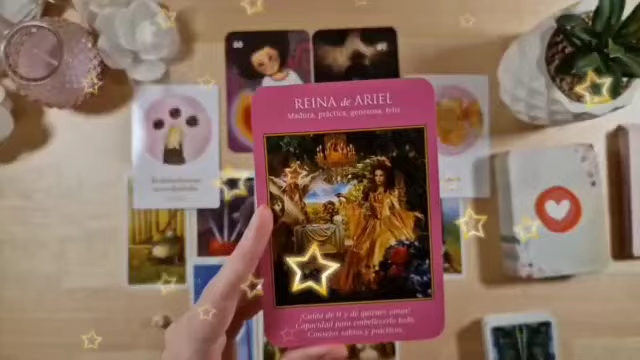 REINA de ARIEL
Madura, práctica, generosa, feliz
¡Cuida de ti y de quienes amas!
Capacidad para embellecerlo todo.
Consejos sabios y prácticos.